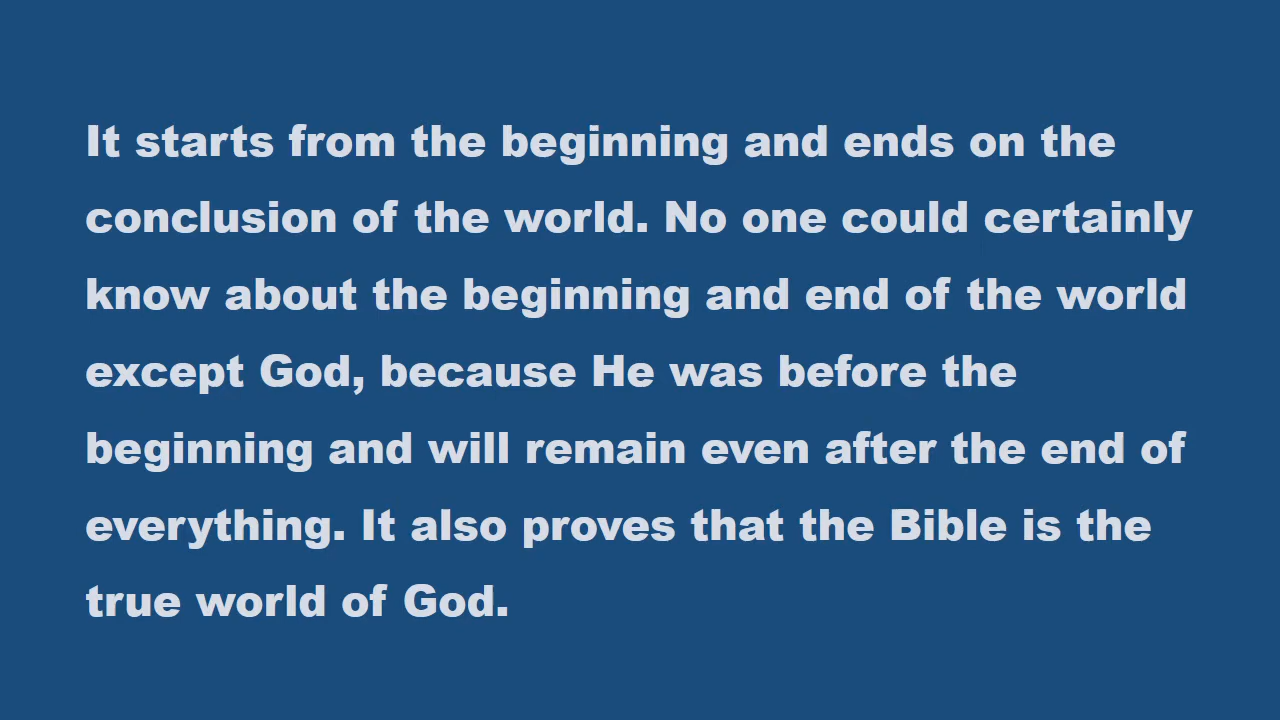 It starts from the beginning and ends on the
conclusion of the world. No one could certainly
know about the beginning and end of the world
except God, because He was before the
beginning and will remain even after the end of
everything. It also proves that the Bible is the
true world of God.